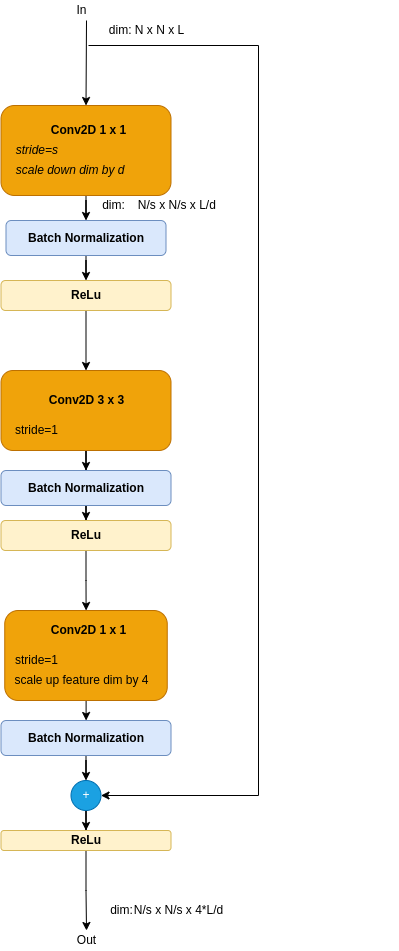 In
dim: N x N x L
Conv2D 1 x 1
stride=s
scale down dim by d
dim: N/s x N/s x L/d
Batch Normalization
ReLu
Conv2D 3 x 3
stride=1
Batch Normalization
ReLu
Conv2D 1 x 1
stride=1
scale up feature dim by 4
Batch Normalization
+
ReLu
dim:N/s x N/s x 4*L/d
Out